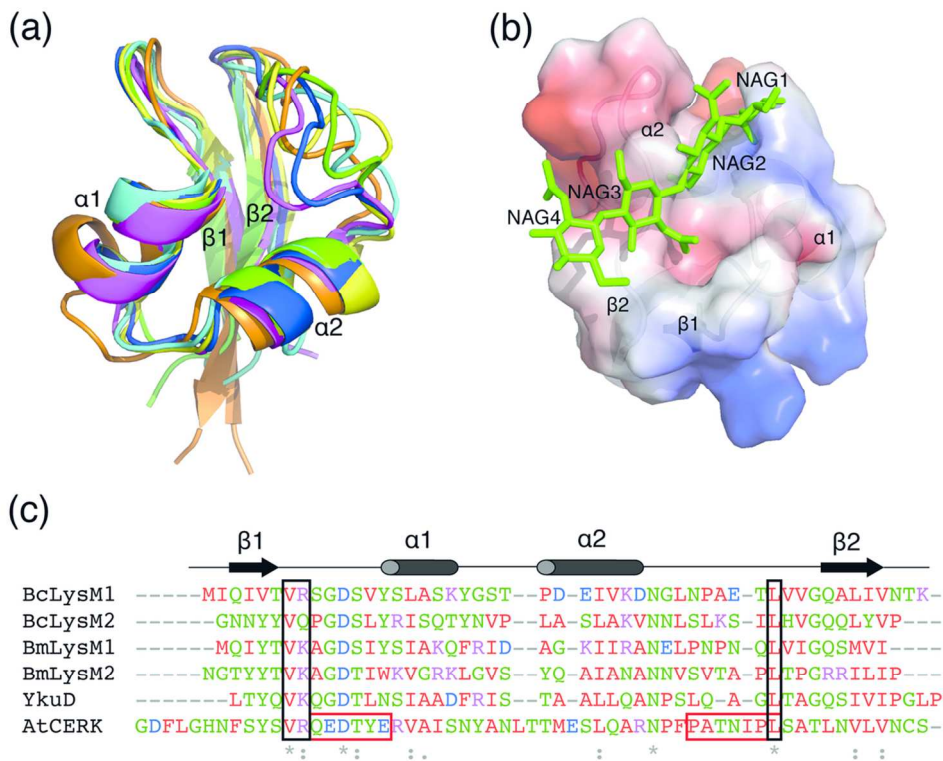 (a)
α1
β1
β2
α2
(b)
NAG1
α2
NAG2
NAG3
NAG4
α1
β2
β1
(c)
β1 α1 α2 β2
BcLysM1 -----MIQIVTVRSGDSVYSLASKYGST--PD-EIVKDNGLNPAE-TLVVGQALIVNTK-
BcLysM2 ------GNNYYVQPGDSLYRISQTYNVP--LA-SLAKVNNLSLKS-ILHVGQQLYVP---
BmLysM1 ------MQIYTVKAGDSIYSIAKQFRID--AG-KIIRANELPNPN-QLVIGQSMVI----
BmLysM2 -----NGTYYTVKAGDTIWKVGRKLGVS--YQ-AIANANNVSVTA-PLTPGRRILIP---
YkuD -------LTYQVKQGDTLNSIAADFRIS--TA-ALLQANPSLQ-A-GLTAGQSIVIPGLP
AtCERK GDFLGHNFSYSVRQEDTYERVAISNYANLTTMESLQARNPFPATNIPLSATLNVLVNCS-
*: *: :. : * * : :